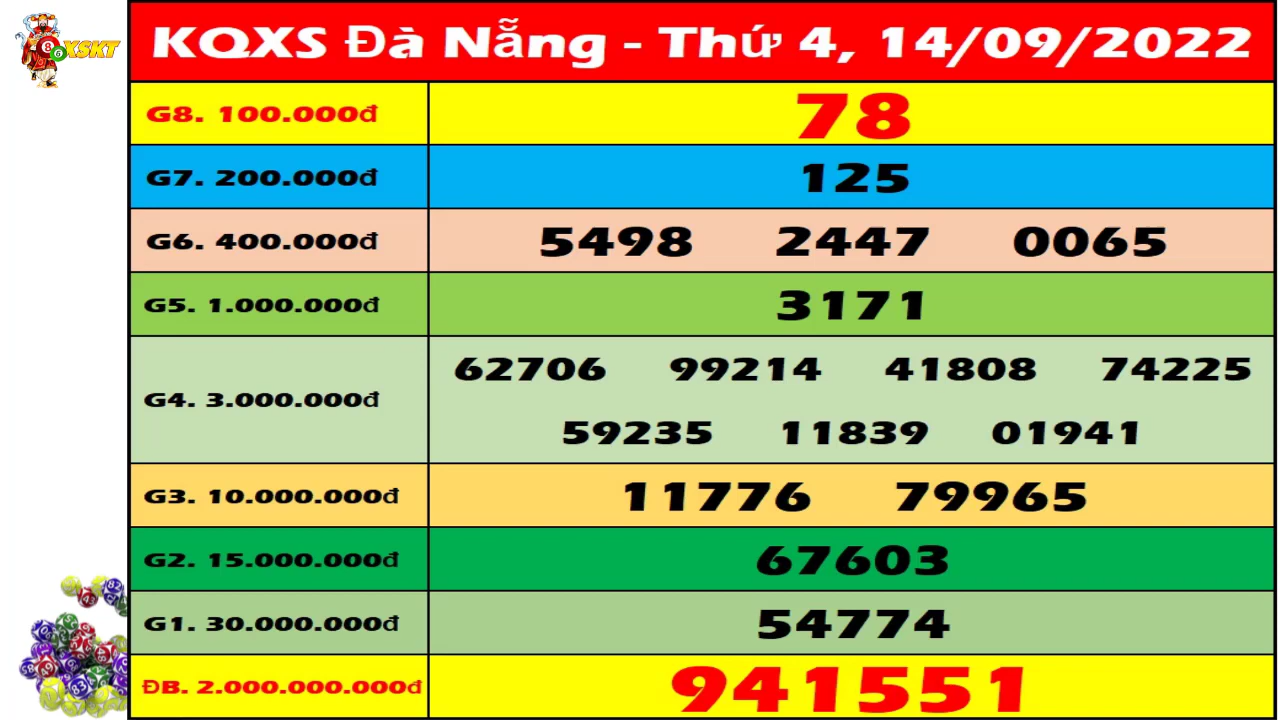 XSKT
KQXS Đà Nẵng - Thứ 4, 14/09/2022
G8. 100.000đ 78
G7. 200.000đ 125
G6. 400.000đ 5498 2447 0065
G5. 1.000.000đ 3171
G4. 3.000.000đ 62706 99214 41808 74225
59235 11839 01941
G3. 10.000.000đ 11776 79965
G2. 15.000.000đ 67603
G1. 30.000.000đ 54774
ĐB. 2.000.000.000đ 941551